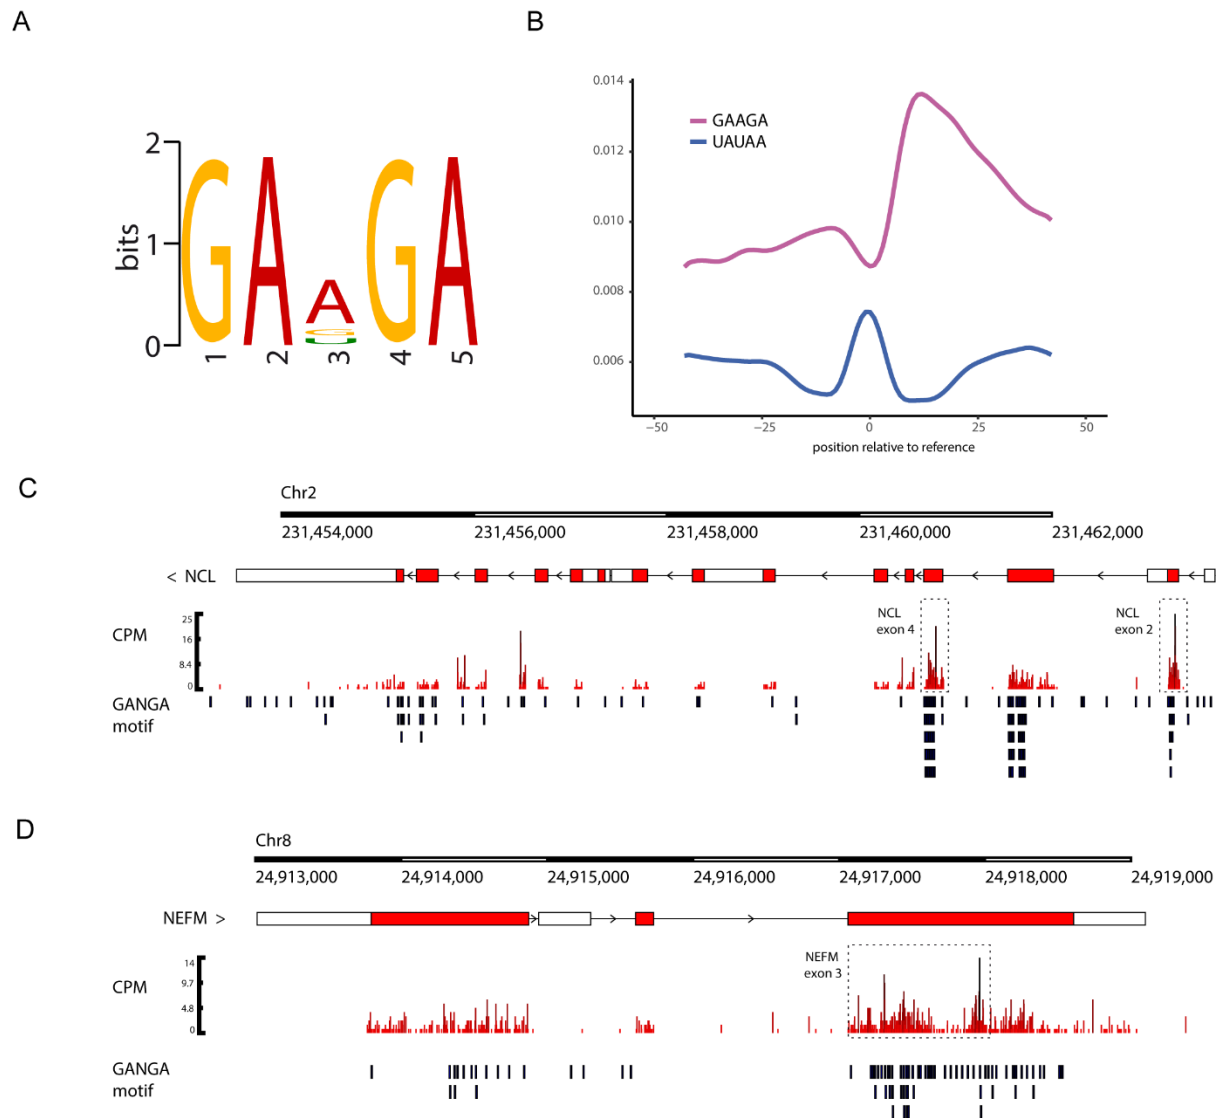 A
B
bits
2
1
0
GAAGA
G
U
1 2 3 4 5
0.014
0.012
0.010
0.008
0.006
GAAGA
UAUAA
−50 −25 0 25 50
position relative to reference
C
Chr2
231,454,000 231,456,000 231,458,000 231,460,000 231,462,000
< NCL
CPM
25
16
8.4
0
NCL
exon 4
NCL
exon 2
GANGA
motif
D
Chr8
24,913,000 24,914,000 24,915,000 24,916,000 24,917,000 24,918,000 24,919,000
NEFM >
CPM
14
9.7
4.8
0
NEFM
exon 3
GANGA
motif